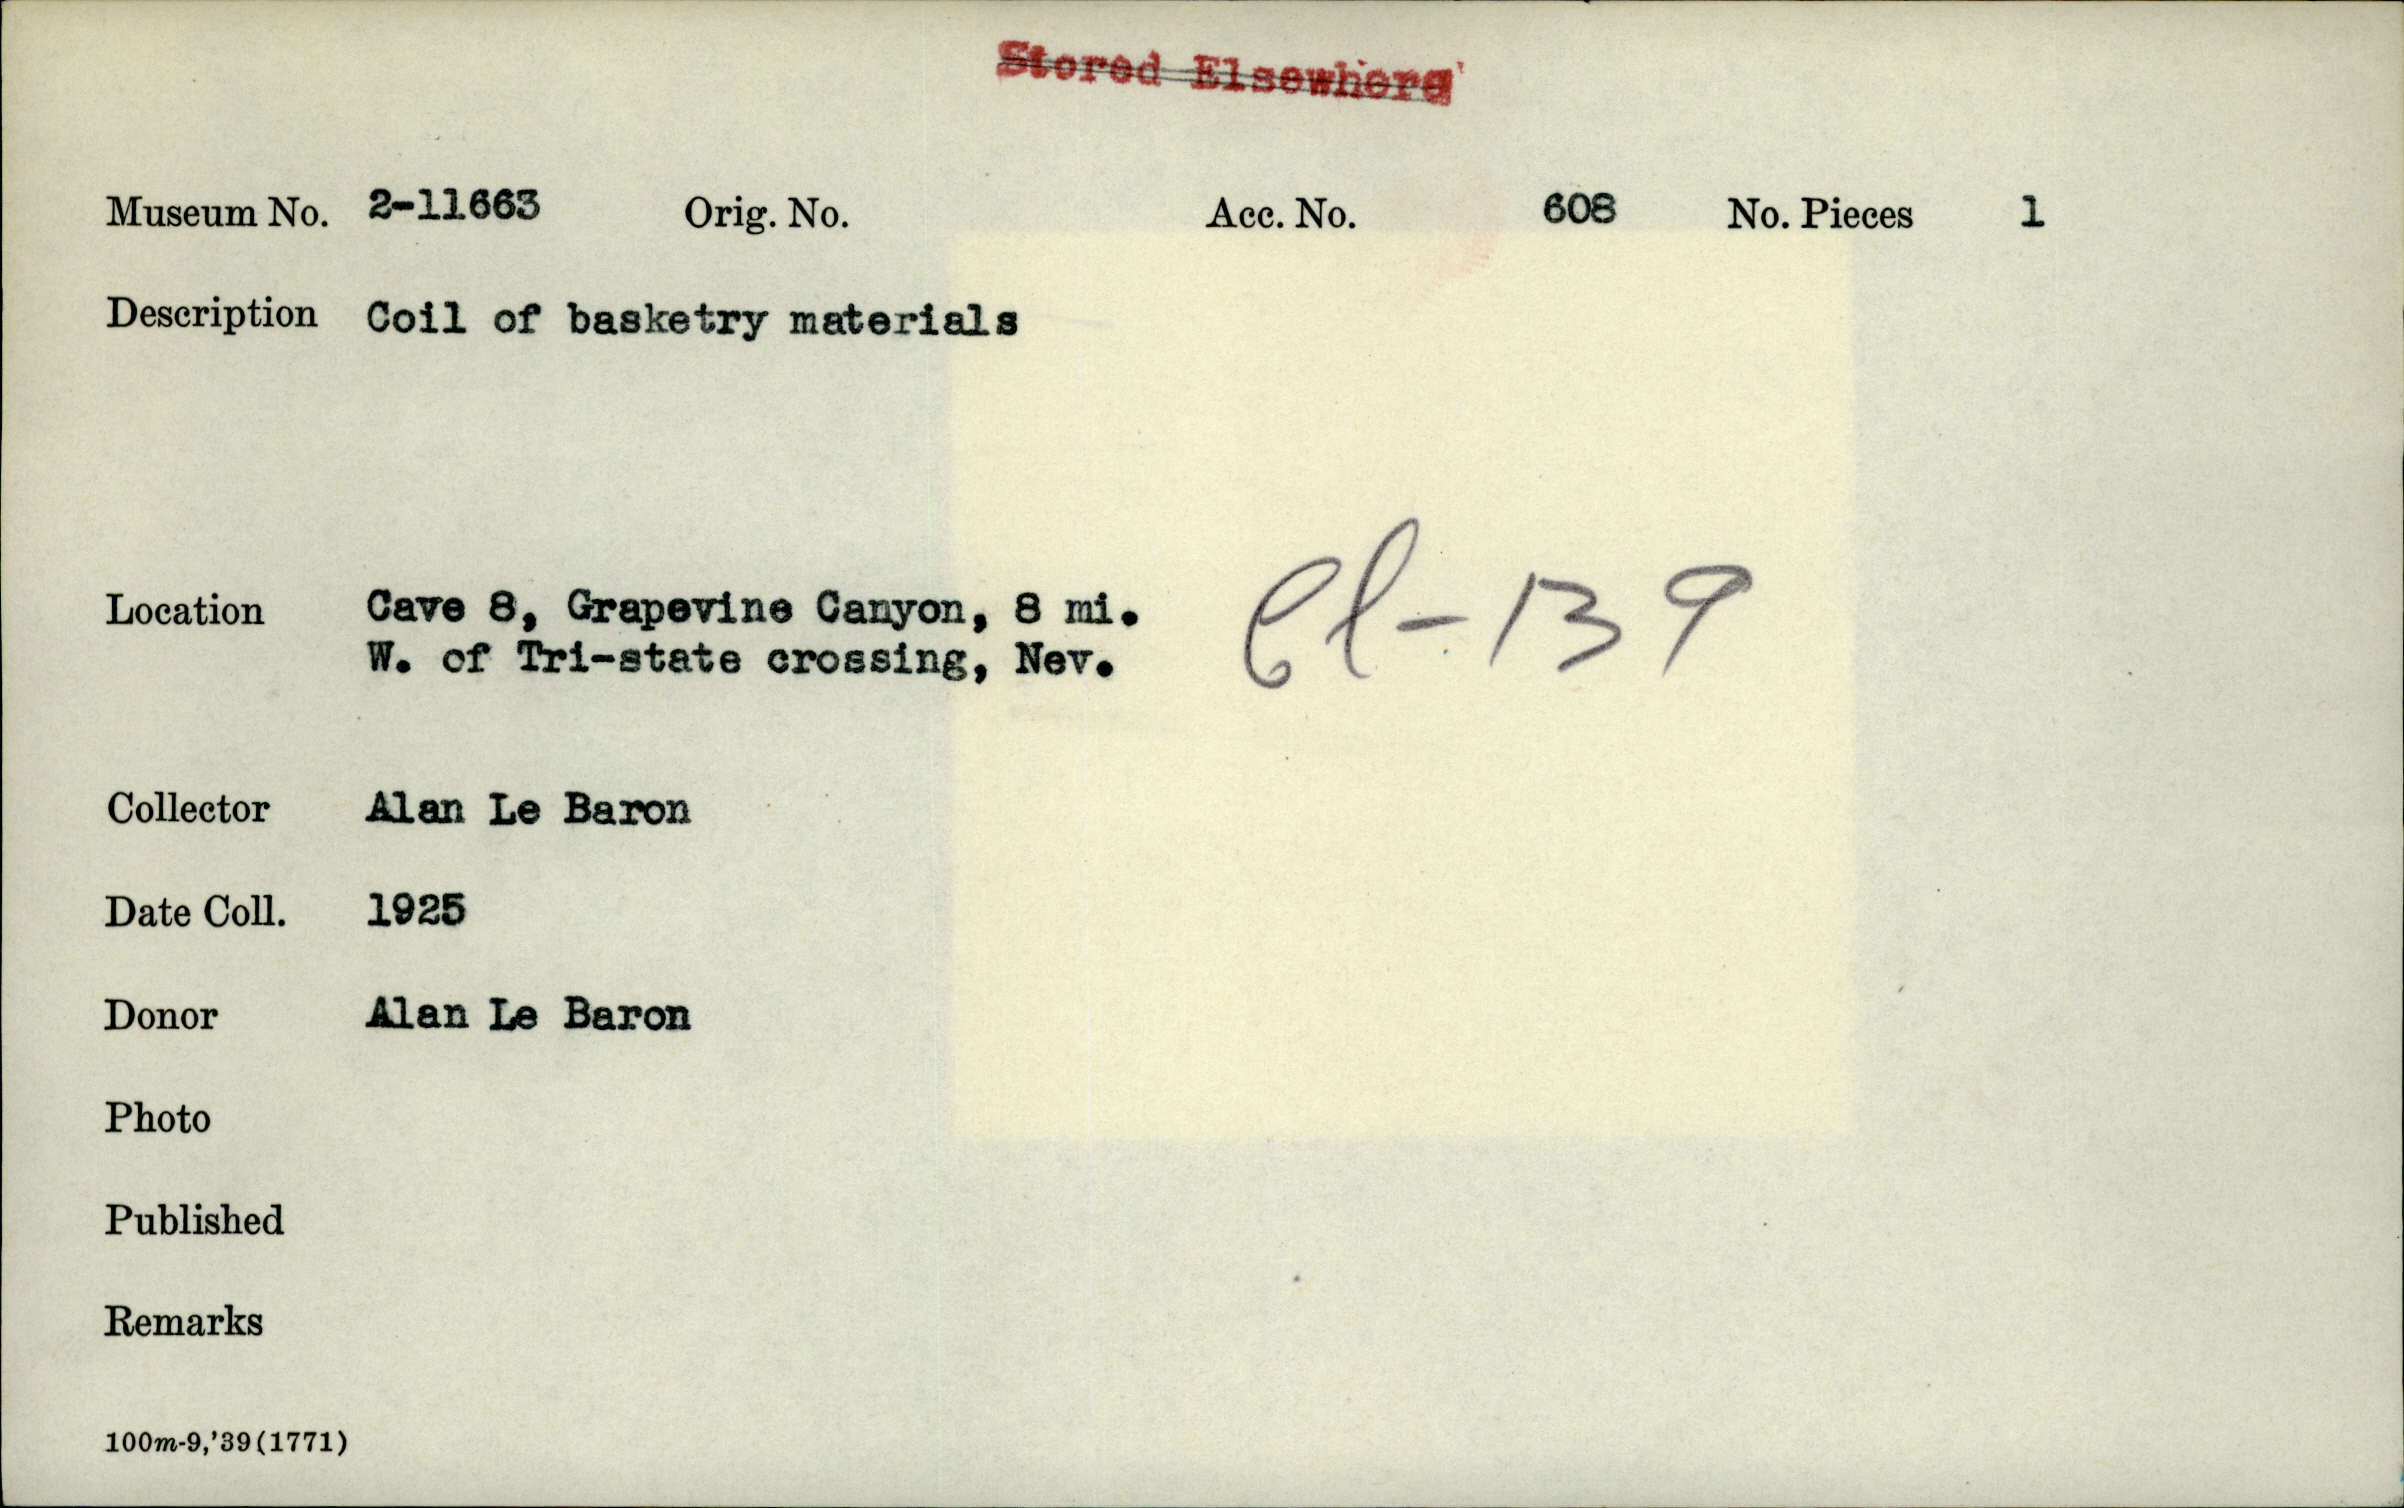 Stored Elsewhere
Museum No. 2-11663 Orig. No. Acc. No. 608 No. Pieces 1
Description Coil of basketry materials
Location Cave 8, Grapevine Canyon, 8 mi.
W. of Tri-state crossing, Nev.
Cl-139
Collector Alan Le Baron
Date Coll. 1925
Donor Alan Le Baron
Photo
Published
Remarks
100m-9,'39(1771)